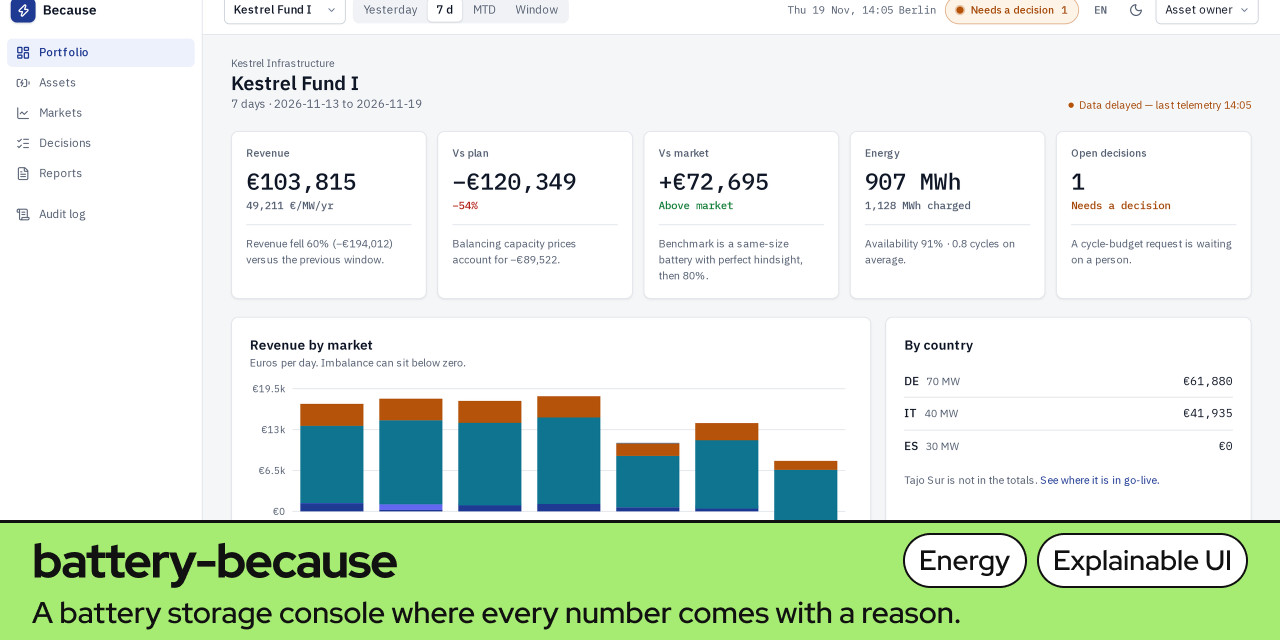 Because
Kestrel Fund I
Yesterday
7 d
MTD
Window
Thu 19 Nov, 14:05 Berlin
Needs a decision 1
EN
Asset owner
Portfolio
Assets
Markets
Decisions
Reports
Audit log
Kestrel Infrastructure
Kestrel Fund I
7 days · 2026-11-13 to 2026-11-19
Data delayed — last telemetry 14:05
Revenue
€103,815
49,211 €/MW/yr
Revenue fell 60% (−€194,012)
versus the previous window.
Vs plan
−€120,349
−54%
Balancing capacity prices
account for −€89,522.
Vs market
+€72,695
Above market
Benchmark is a same-size
battery with perfect hindsight,
then 80%.
Energy
907 MWh
1,128 MWh charged
Availability 91% · 0.8 cycles on
average.
Open decisions
1
Needs a decision
A cycle-budget request is waiting
on a person.
Revenue by market
Euros per day. Imbalance can sit below zero.
€19.5k
€13k
€6.5k
€0
By country
DE 70 MW €61,880
IT 40 MW €41,935
ES 30 MW €0
Tajo Sur is not in the totals. See where it is in go-live.
battery-because
Energy
Explainable UI
A battery storage console where every number comes with a reason.